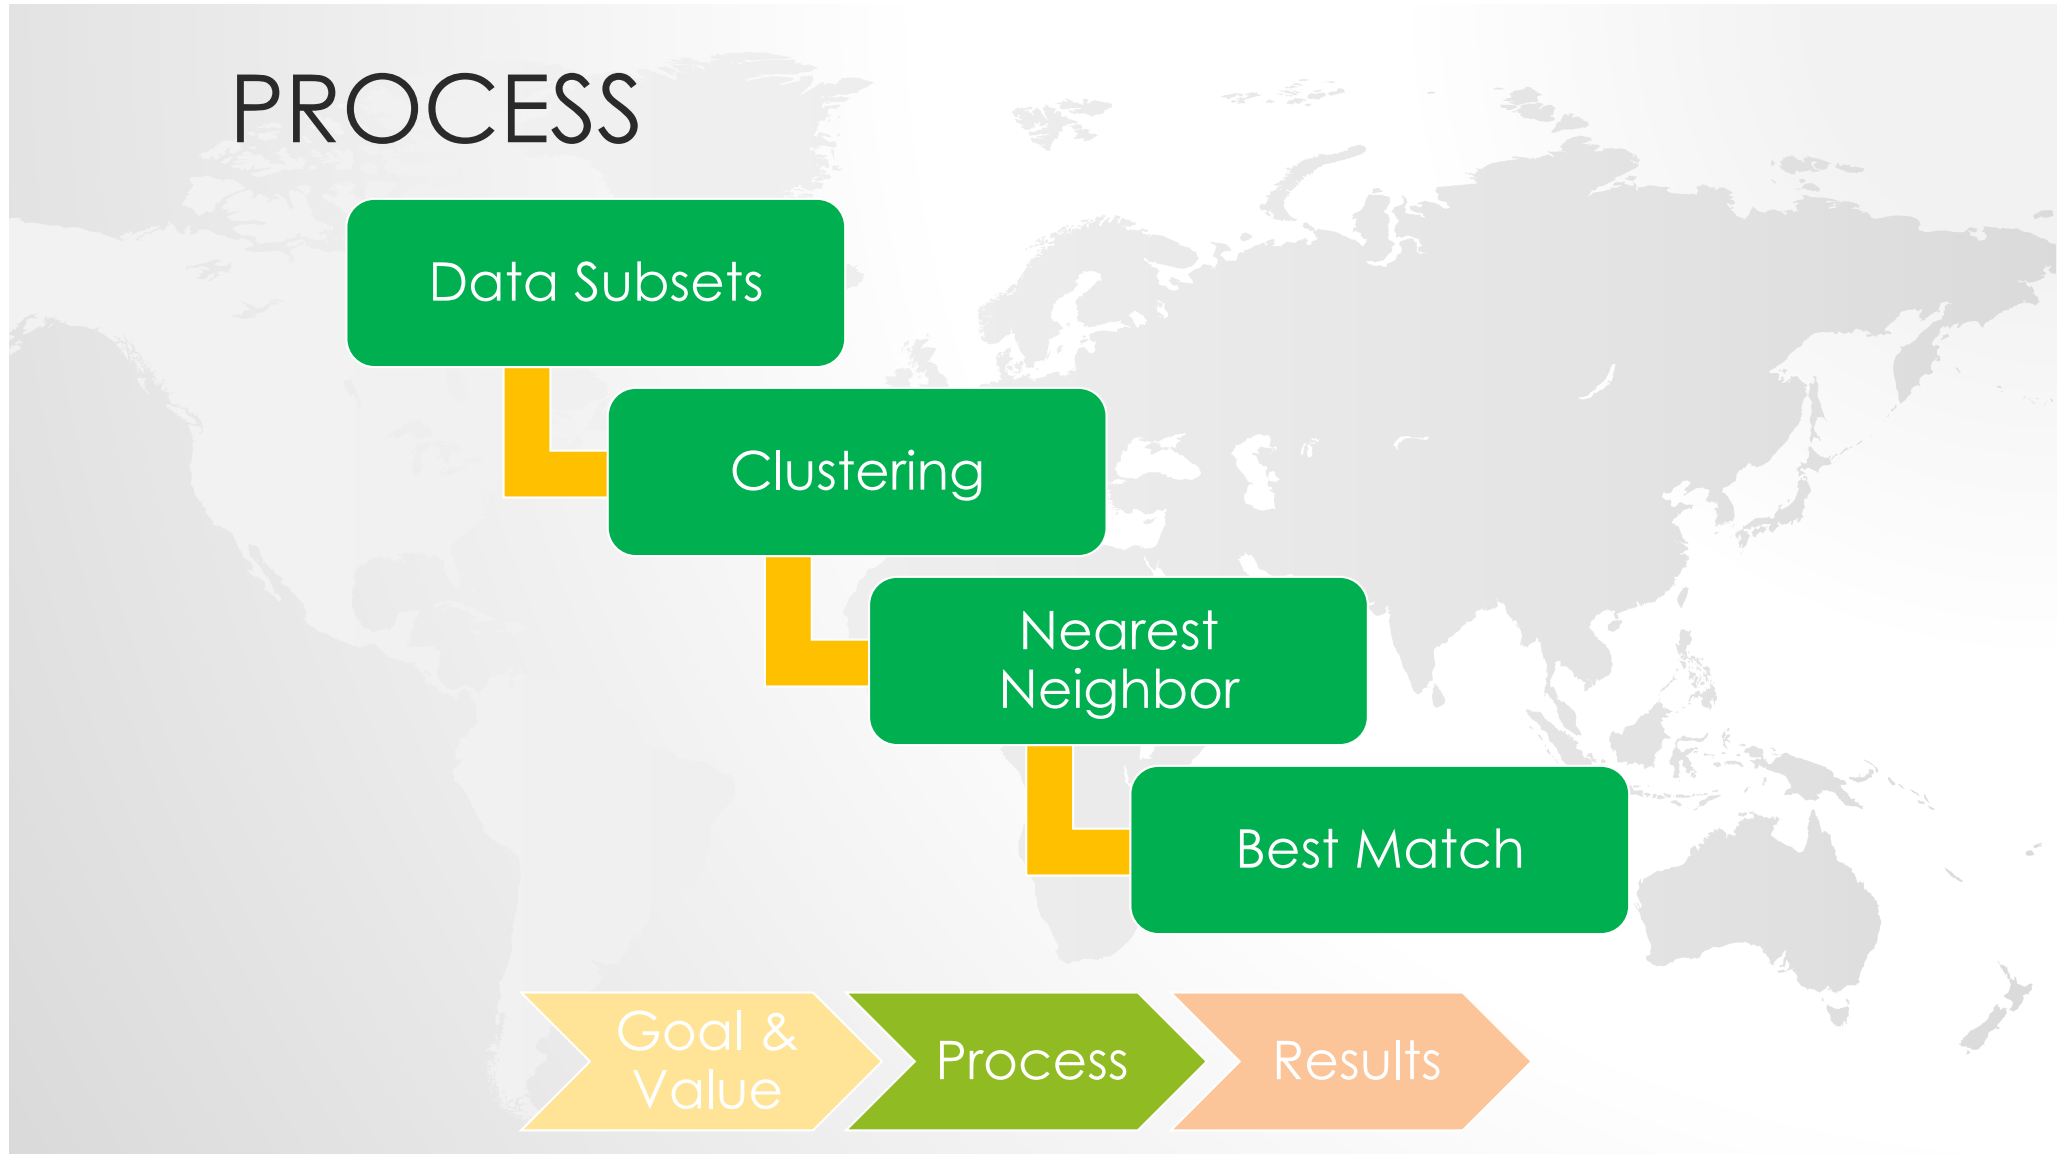 PROCESS
Data Subsets
Clustering
Nearest
Neighbor
Best Match
Goal &
Value
Process
Results